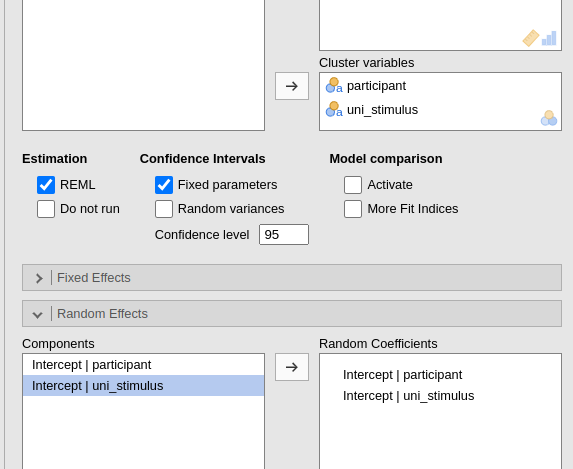 Cluster variables
participant
uni_stimulus
Estimation
Confidence Intervals
Model comparison
REML
Fixed parameters
Activate
Do not run
Random variances
More Fit Indices
Confidence level 95
Fixed Effects
Random Effects
Components
Random Coefficients
Intercept | participant
Intercept | uni_stimulus
Intercept | participant
Intercept | uni_stimulus